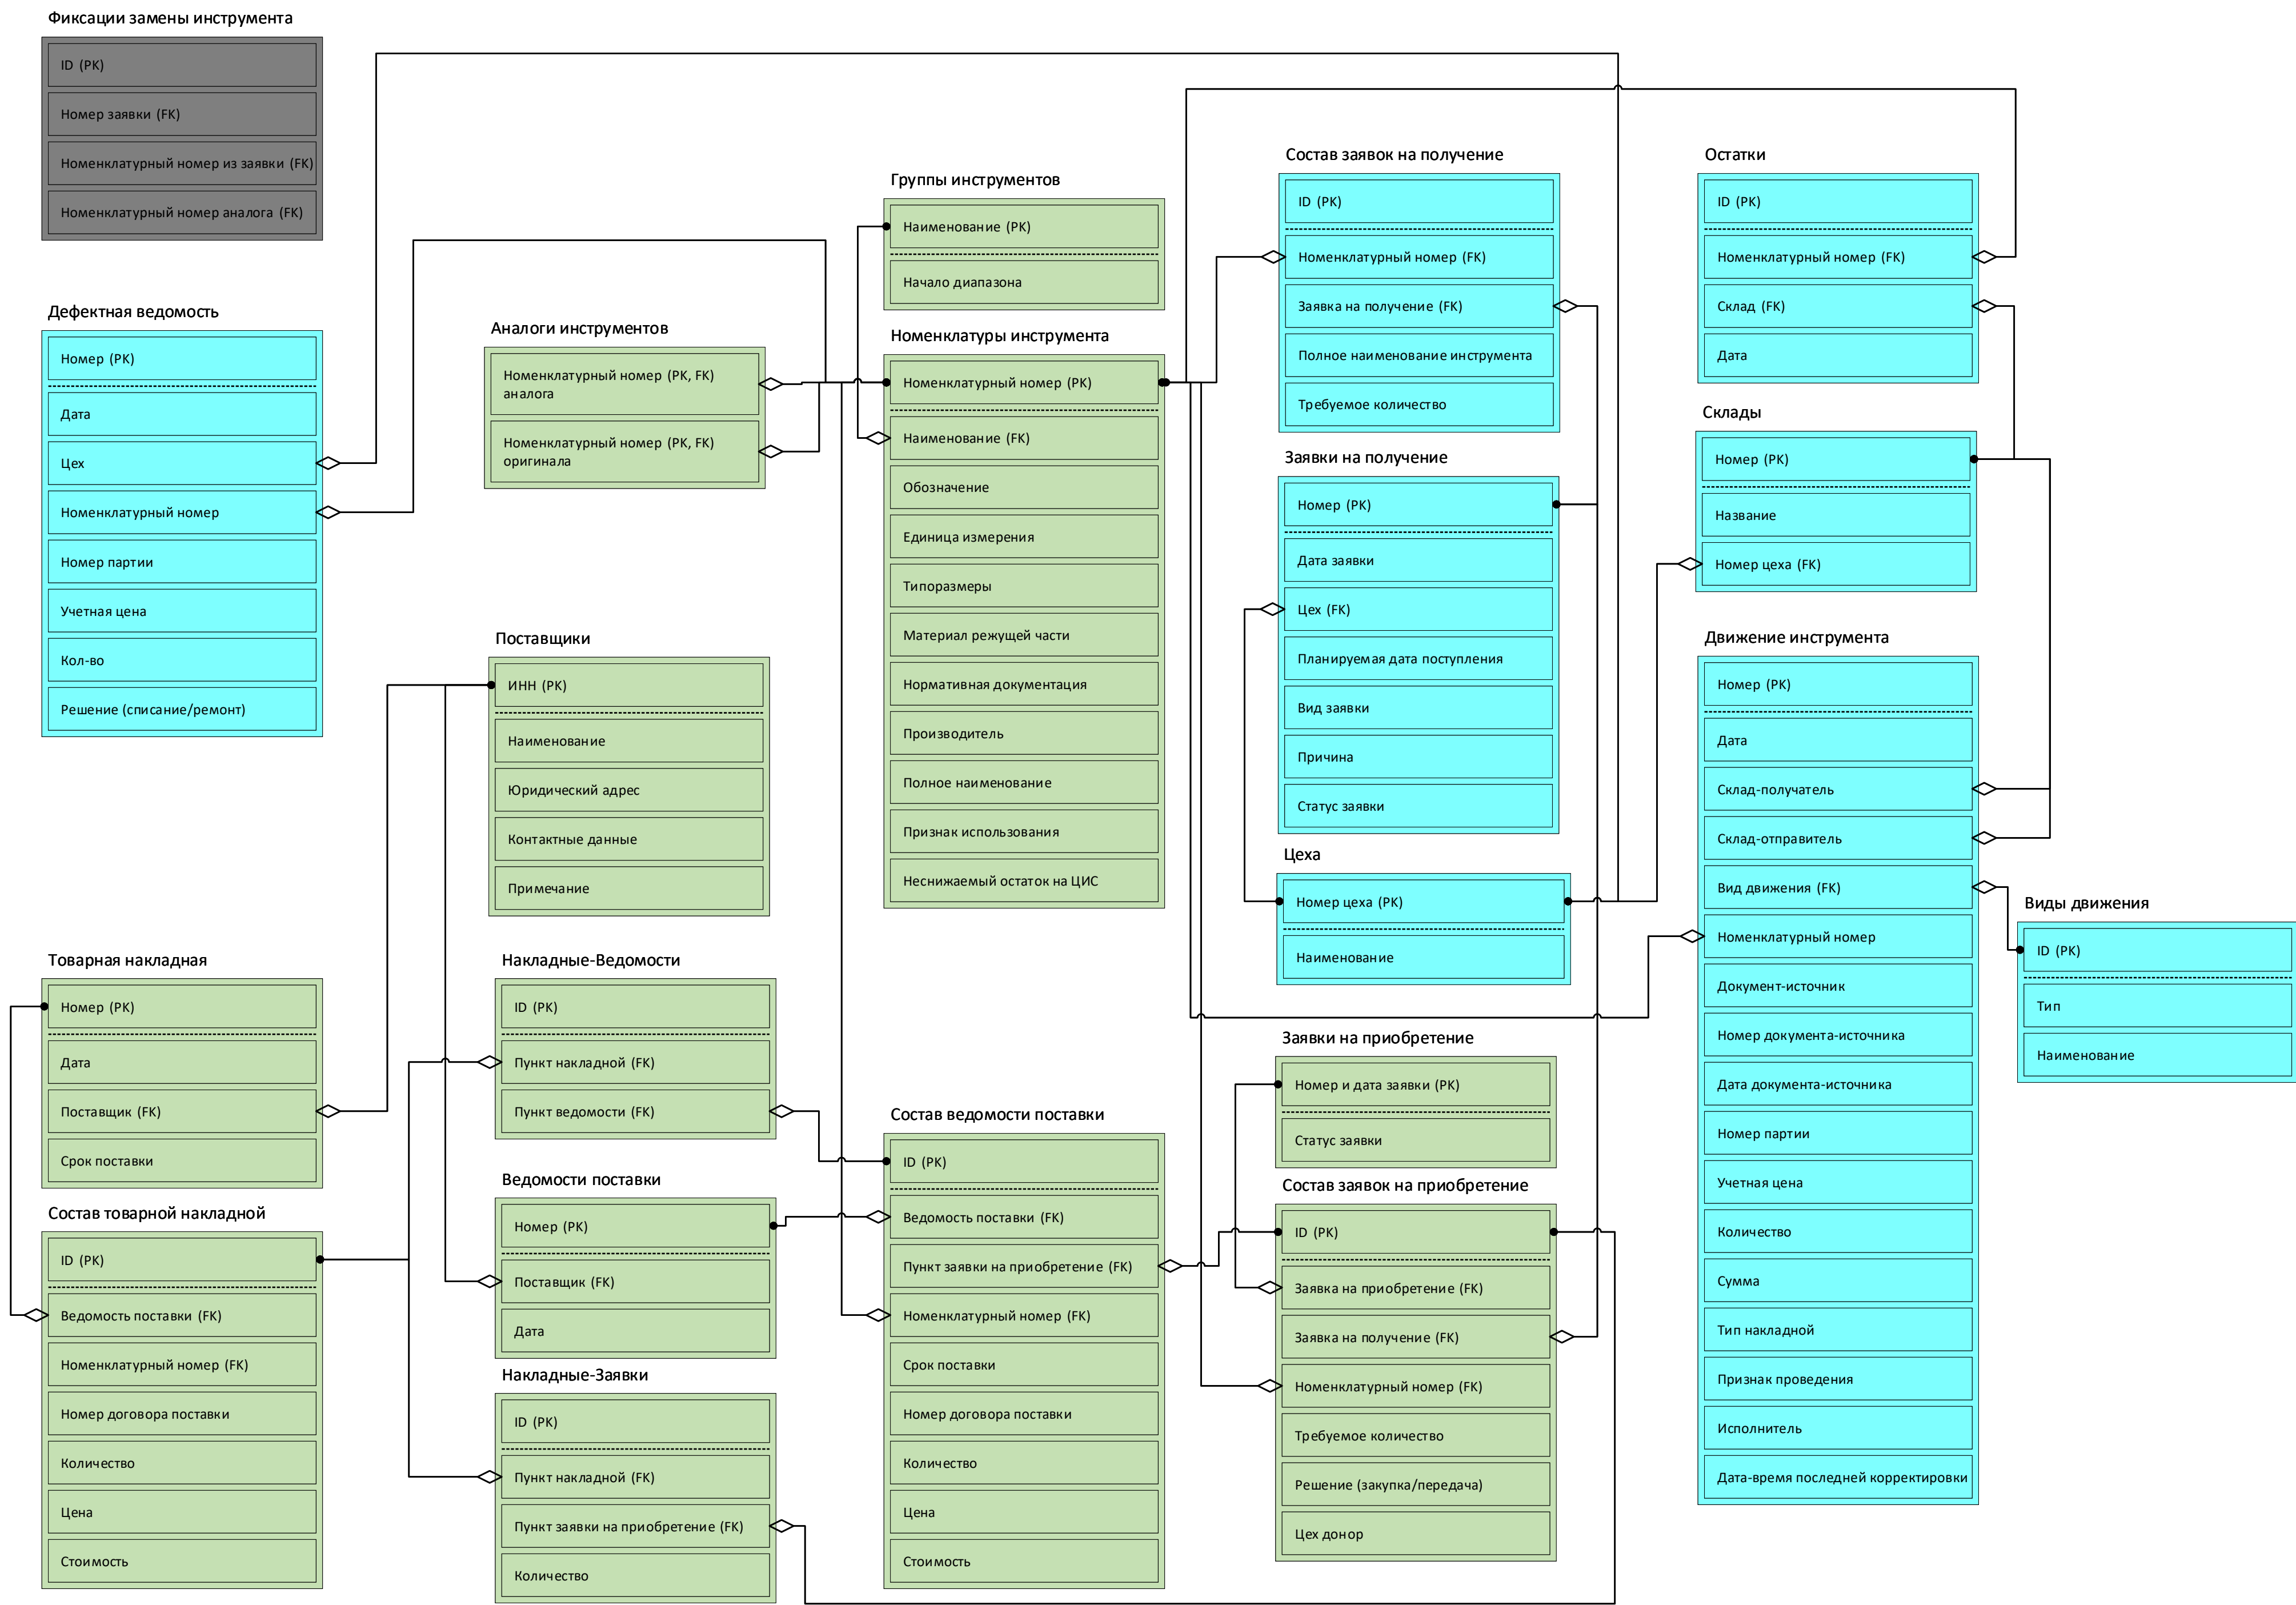 Фиксации замены инструмента
ID (PK)
Номер заявки (FK)
Номенклатурный номер из заявки (FK)
Номенклатурный номер аналога (FK)
Дефектная ведомость
Номер (PK)
Дата
Цех
Номенклатурный номер
Номер партии
Учетная цена
Кол-во
Решение (списание/ремонт)
Товарная накладная
Номер (PK)
Дата
Поставщик (FK)
Срок поставки
Состав товарной накладной
ID (PK)
Ведомость поставки (FK)
Номенклатурный номер (FK)
Номер договора поставки
Количество
Цена
Стоимость
Аналоги инструментов
Номенклатурный номер (PK, FK)
аналога
Номенклатурный номер (PK, FK)
оригинала
Поставщики
ИНН (PK)
Наименование
Юридический адрес
Контактные данные
Примечание
Накладные-Ведомости
ID (PK)
Пункт накладной (FK)
Пункт ведомости (FK)
Ведомости поставки
Номер (PK)
Поставщик (FK)
Дата
Накладные-Заявки
ID (PK)
Пункт накладной (FK)
Пункт заявки на приобретение (FK)
Количество
Группы инструментов
Наименование (PK)
Начало диапазона
Номенклатуры инструмента
Номенклатурный номер (PK)
Наименование (FK)
Обозначение
Единица измерения
Типоразмеры
Материал режущей части
Нормативная документация
Производитель
Полное наименование
Признак использования
Неснижаемый остаток на ЦИС
Состав ведомости поставки
ID (PK)
Ведомость поставки (FK)
Пункт заявки на приобретение (FK)
Номенклатурный номер (FK)
Срок поставки
Номер договора поставки
Количество
Цена
Стоимость
Состав заявок на получение
ID (PK)
Номенклатурный номер (FK)
Заявка на получение (FK)
Полное наименование инструмента
Требуемое количество
Заявки на получение
Номер (PK)
Дата заявки
Цех (FK)
Планируемая дата поступления
Вид заявки
Причина
Статус заявки
Цеха
Номер цеха (PK)
Наименование
Заявки на приобретение
Номер и дата заявки (PK)
Статус заявки
Состав заявок на приобретение
ID (PK)
Заявка на приобретение (FK)
Заявка на получение (FK)
Номенклатурный номер (FK)
Требуемое количество
Решение (закупка/передача)
Цех донор
Остатки
ID (PK)
Номенклатурный номер (FK)
Склад (FK)
Дата
Склады
Номер (PK)
Название
Номер цеха (FK)
Движение инструмента
Номер (PK)
Дата
Склад-получатель
Склад-отправитель
Вид движения (FK)
Номенклатурный номер
Документ-источник
Номер документа-источника
Дата документа-источника
Номер партии
Учетная цена
Количество
Сумма
Тип накладной
Признак проведения
Исполнитель
Дата-время последней корректировки
Виды движения
ID (PK)
Тип
Наименование